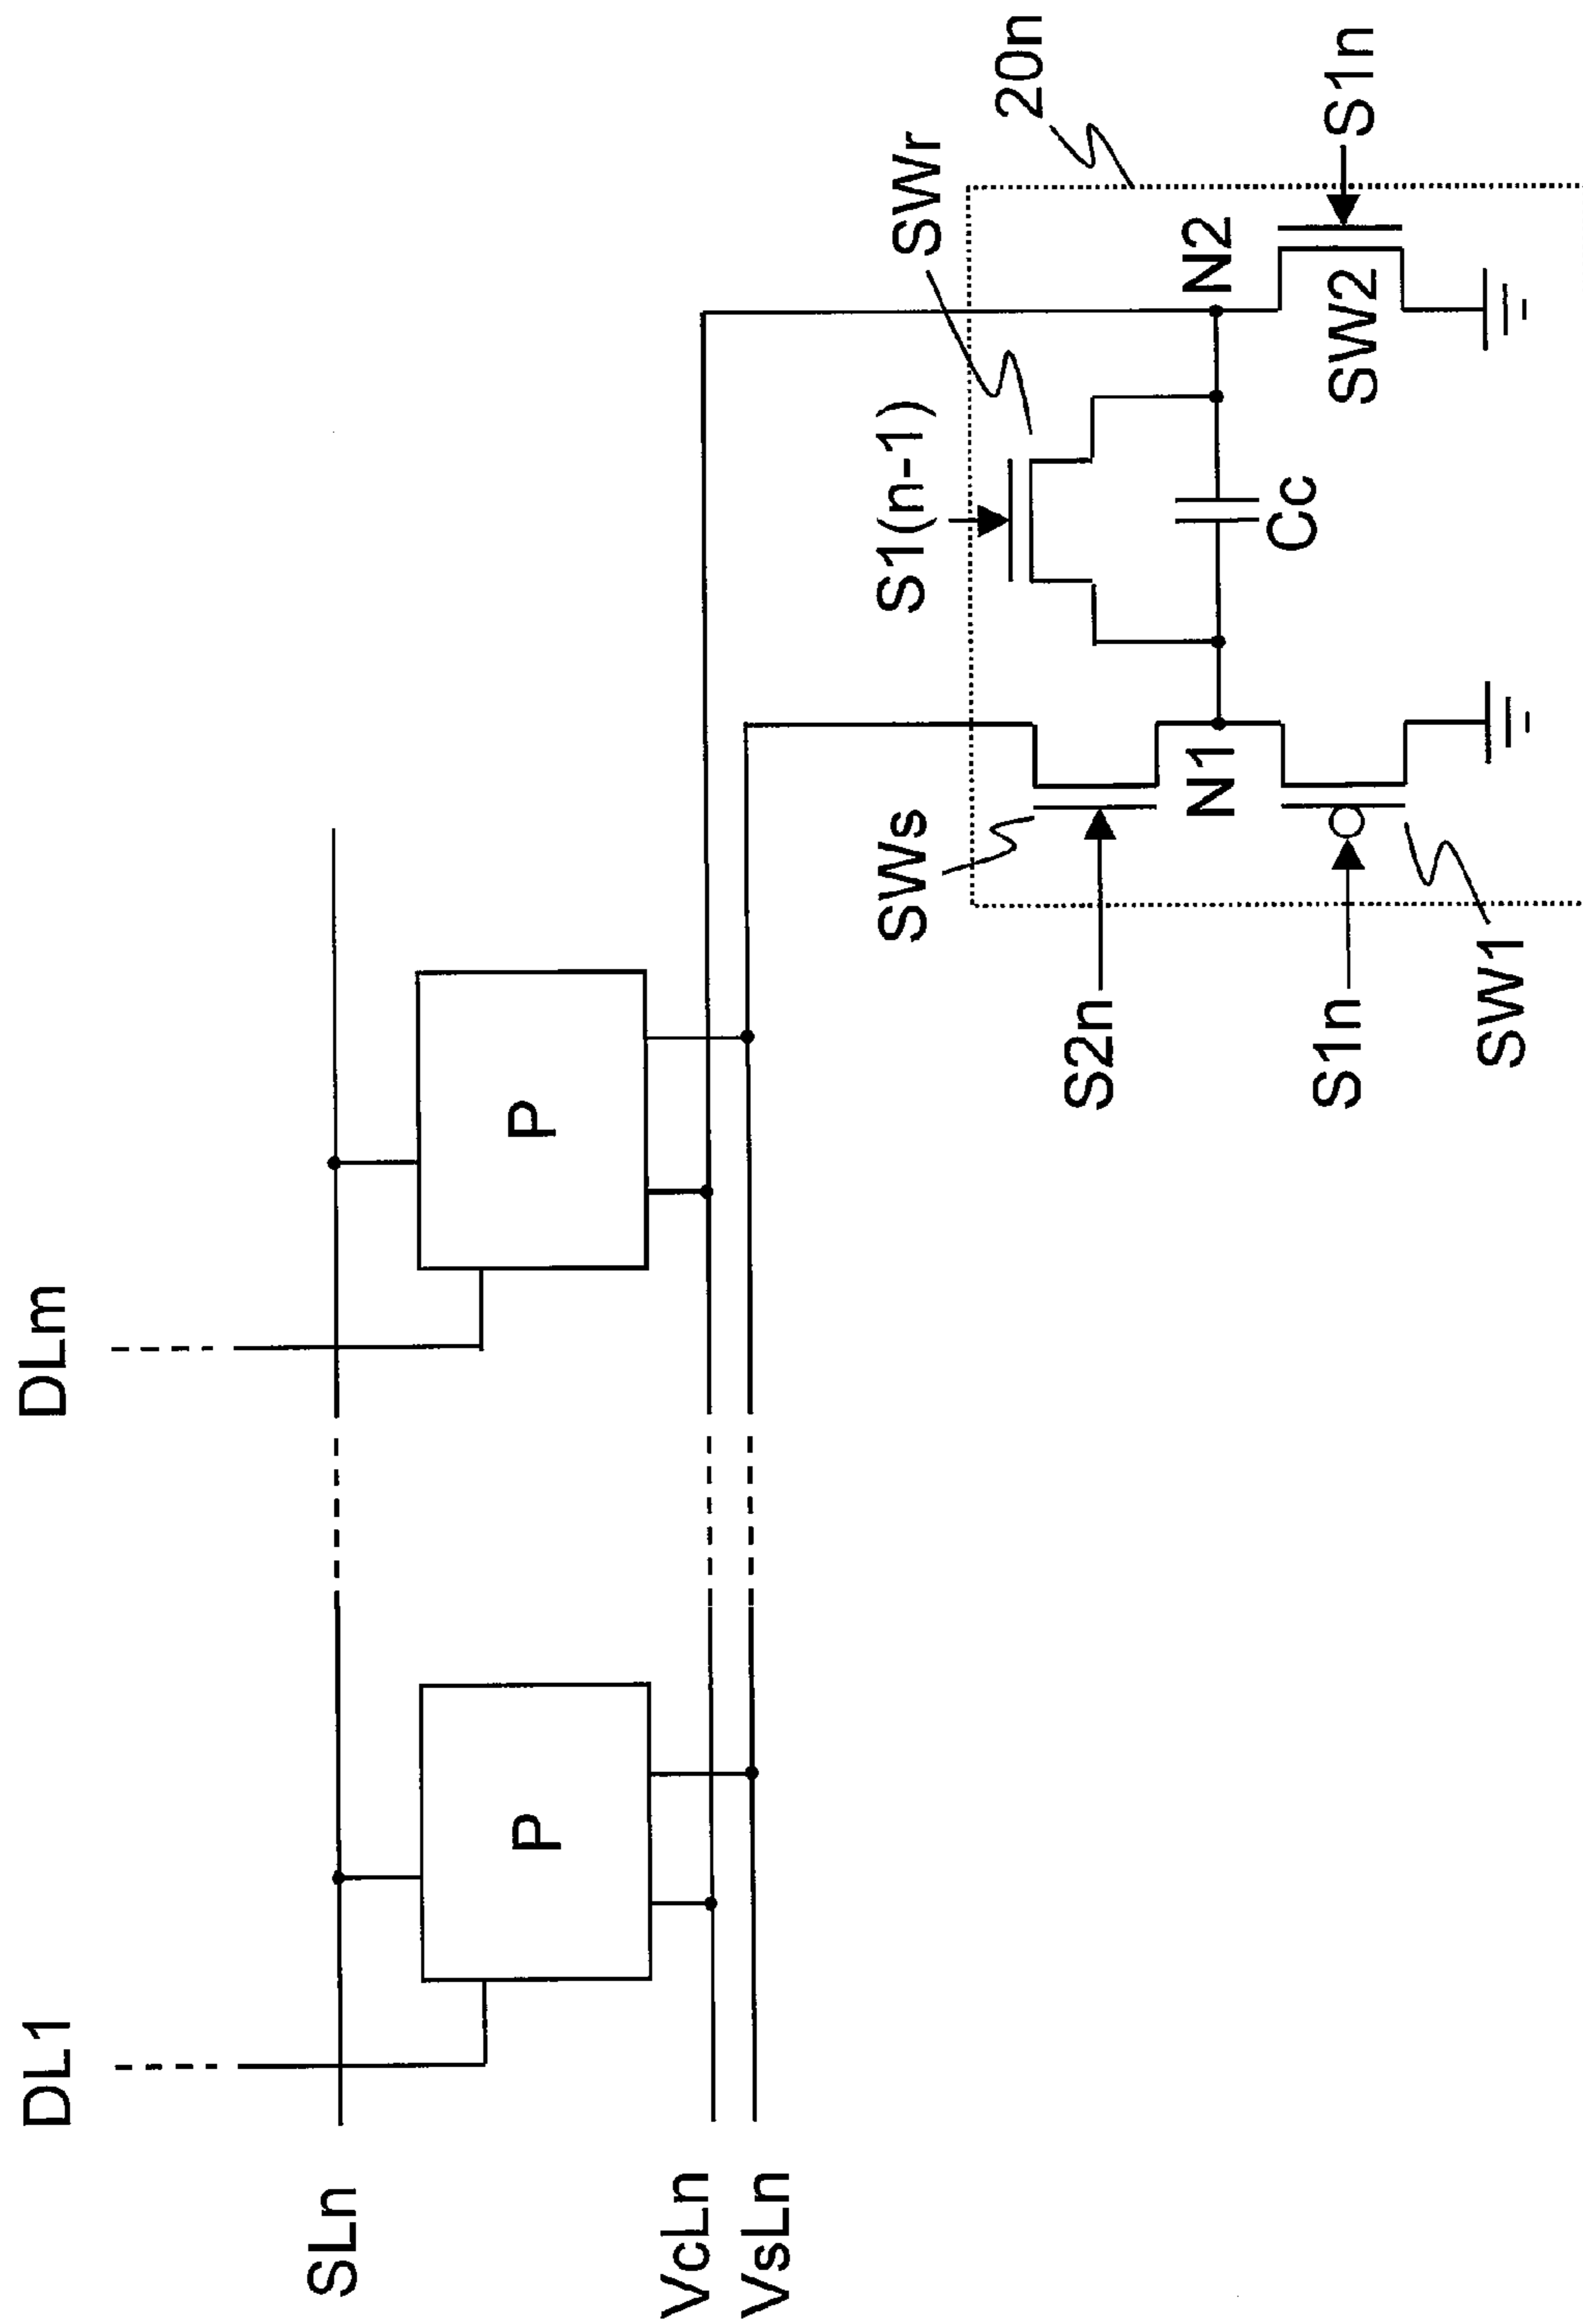 DL1
DLm
SLn
P
P
VcLn
VsLn
SWs
S1(n-1)
SWr
20n
S2n
N1
Cc
N2
S1n
S1n
SW1
SW2